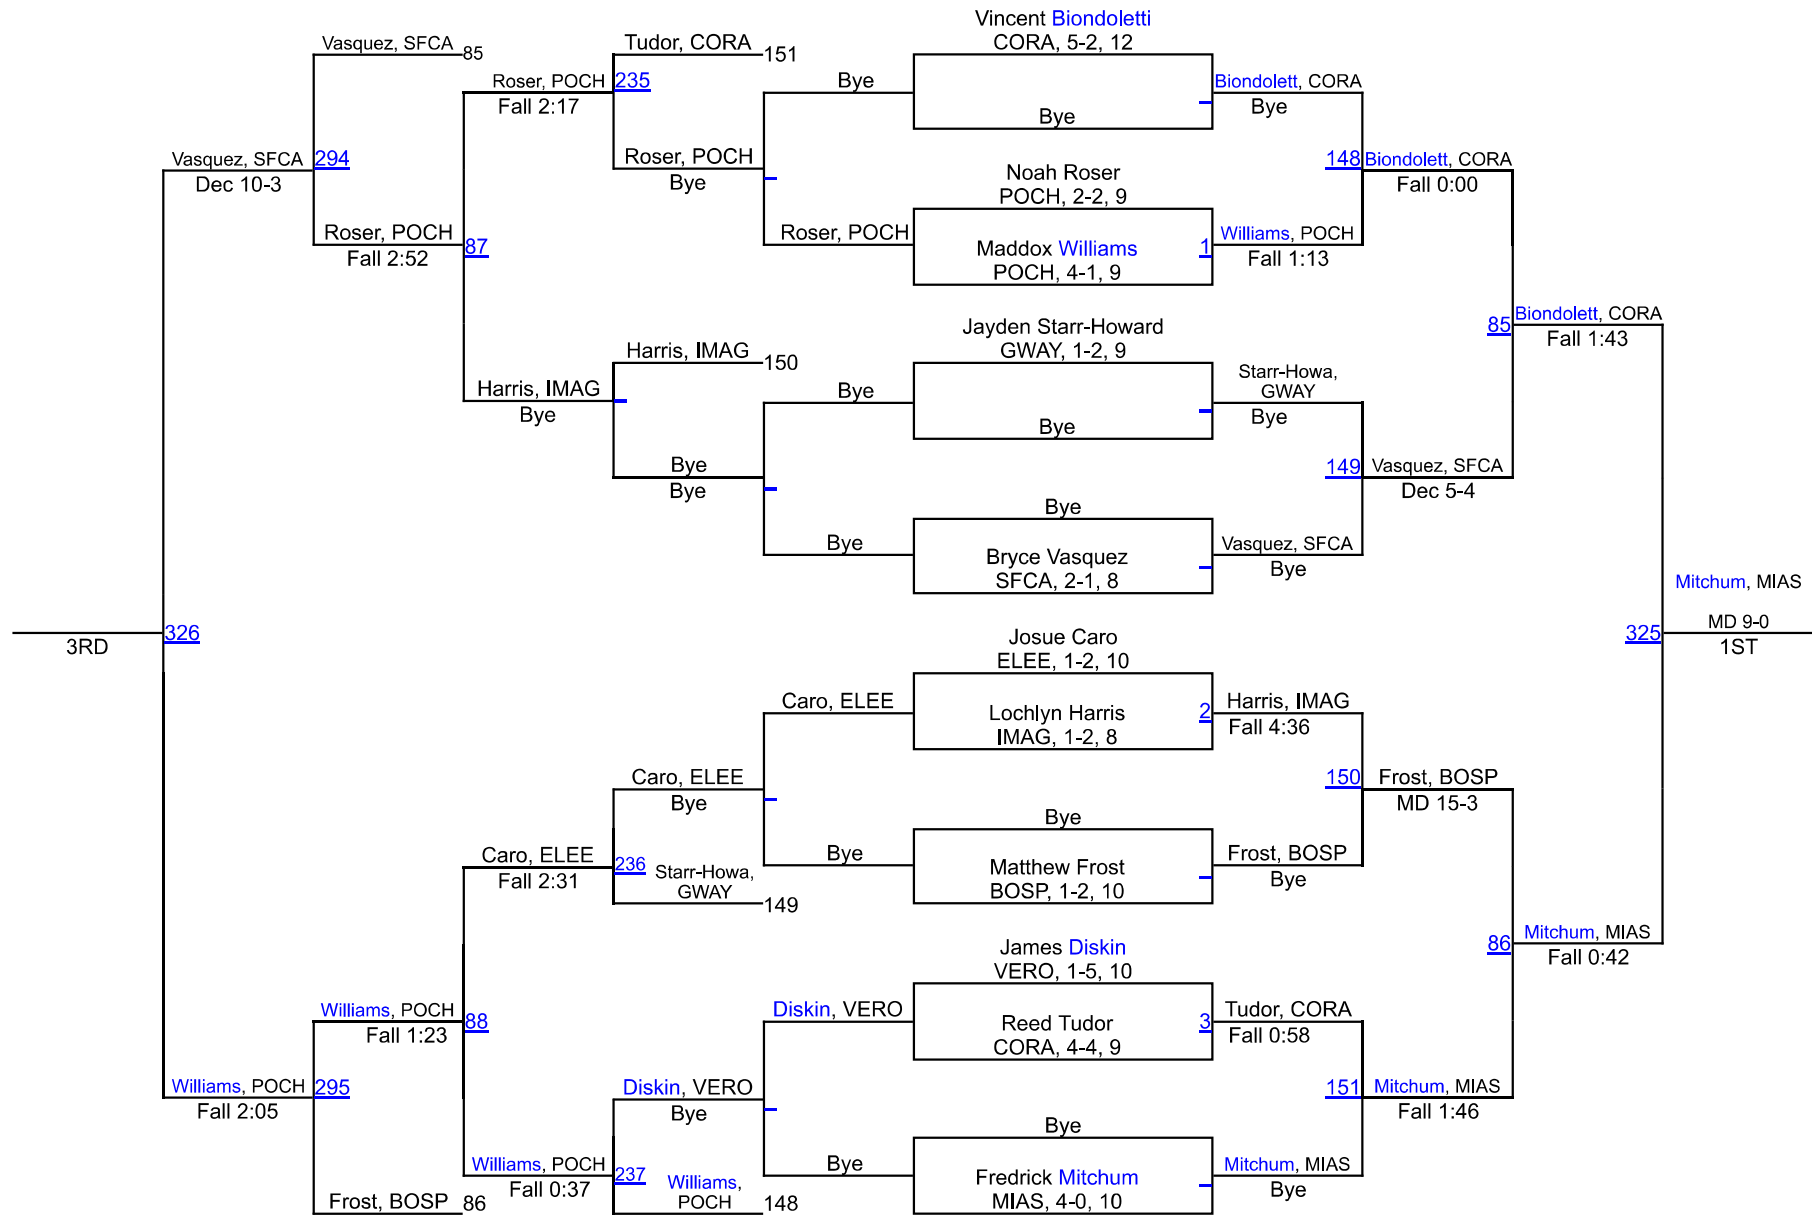 Vincent Biondoletti
CORA, 5-2, 12
Vasquez, SFCA
85
Tudor, CORA
151
Roser, POCH
235
Fall 2:17
Bye
Bye
Biondolett, CORA
Bye
Vasquez, SFCA
294
Dec 10-3
Roser, POCH
Bye
Noah Roser
POCH, 2-2, 9
148
Biondolett, CORA
Fall 0:00
Roser, POCH
87
Fall 2:52
Roser, POCH
Maddox Williams
POCH, 4-1, 9
1
Williams, POCH
Fall 1:13
Jayden Starr-Howard
GWAY, 1-2, 9
85
Biondolett, CORA
Fall 1:43
Harris, IMAG
150
Harris, IMAG
Bye
Bye
Bye
Starr-Howa,
GWAY
Bye
Bye
Bye
149
Vasquez, SFCA
Dec 5-4
Bye
Bye
Bryce Vasquez
SFCA, 2-1, 8
Vasquez, SFCA
Bye
Mitchum, MIAS
326
3RD
325
MD 9-0
1ST
Josue Caro
ELEE, 1-2, 10
Caro, ELEE
Lochlyn Harris
IMAG, 1-2, 8
2
Harris, IMAG
Fall 4:36
Caro, ELEE
Bye
150
Frost, BOSP
MD 15-3
Bye
Caro, ELEE
236
Fall 2:31
Starr-Howa,
GWAY
149
Bye
Matthew Frost
BOSP, 1-2, 10
Frost, BOSP
Bye
James Diskin
VERO, 1-5, 10
86
Mitchum, MIAS
Fall 0:42
Williams, POCH
88
Fall 1:23
Diskin, VERO
Reed Tudor
CORA, 4-4, 9
3
Tudor, CORA
Fall 0:58
Williams, POCH
295
Fall 2:05
Diskin, VERO
Bye
151
Mitchum, MIAS
Fall 1:46
Bye
Williams, POCH
237
Fall 0:37
Williams,
POCH
148
Bye
Fredrick Mitchum
MIAS, 4-0, 10
Mitchum, MIAS
Bye
Frost, BOSP
86